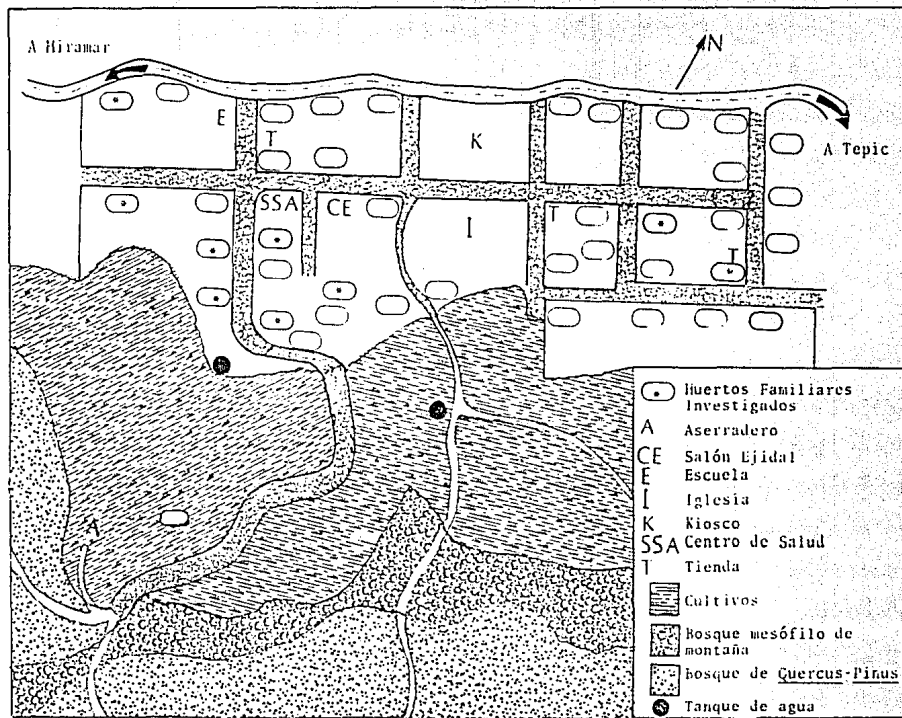 A Miramar
N
E
T
K
A Tepic
SSA
CE
I
T
T
A
Huertos Familiares
Investigados
A Aserradero
CE Salón Ejidal
E Escuela
I Iglesia
K Kiosco
SSA Centro de Salud
T Tienda
Cultivos
Bosque mesófilo de
montaña
Bosque de Quercus-Pinus
Tanque de agua